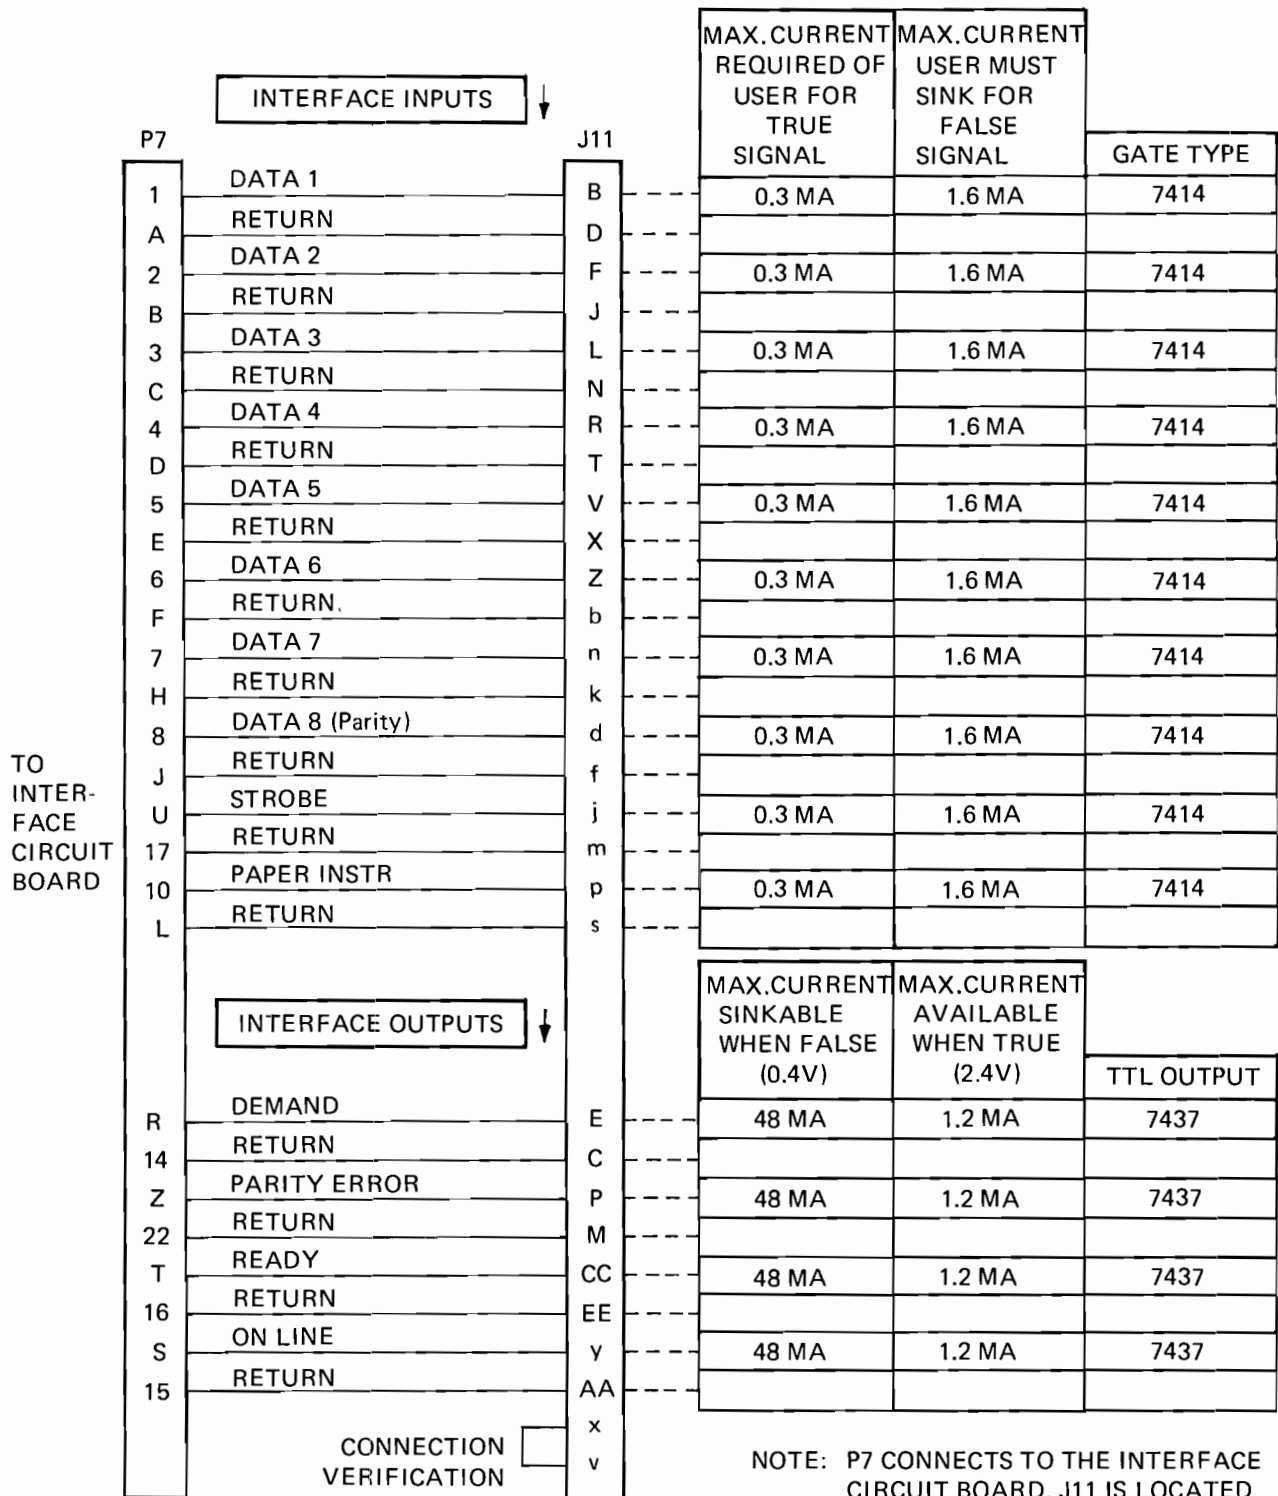 MAX.CURRENT REQUIRED OF USER FOR TRUE SIGNAL
MAX.CURRENT USER MUST SINK FOR FALSE SIGNAL
GATE TYPE
INTERFACE INPUTS
P7 J11
1 DATA 1 B 0.3 MA 1.6 MA 7414
A RETURN D
2 DATA 2 F 0.3 MA 1.6 MA 7414
B RETURN J
3 DATA 3 L 0.3 MA 1.6 MA 7414
C RETURN N
4 DATA 4 R 0.3 MA 1.6 MA 7414
D RETURN T
5 DATA 5 V 0.3 MA 1.6 MA 7414
E RETURN X
6 DATA 6 Z 0.3 MA 1.6 MA 7414
F RETURN b
7 DATA 7 n 0.3 MA 1.6 MA 7414
H RETURN k
8 DATA 8 (Parity) d 0.3 MA 1.6 MA 7414
J RETURN f
U STROBE j 0.3 MA 1.6 MA 7414
17 RETURN m
10 PAPER INSTR p 0.3 MA 1.6 MA 7414
L RETURN s
TO
INTER-
FACE
CIRCUIT
BOARD
MAX.CURRENT SINKABLE WHEN FALSE (0.4V)
MAX.CURRENT AVAILABLE WHEN TRUE (2.4V)
TTL OUTPUT
INTERFACE OUTPUTS
R DEMAND E 48 MA 1.2 MA 7437
14 RETURN C
Z PARITY ERROR P 48 MA 1.2 MA 7437
22 RETURN M
T READY CC 48 MA 1.2 MA 7437
16 RETURN EE
S ON LINE y 48 MA 1.2 MA 7437
15 RETURN AA
x
CONNECTION
VERIFICATION
v
NOTE: P7 CONNECTS TO THE INTERFACE
CIRCUIT BOARD. J11 IS LOCATED